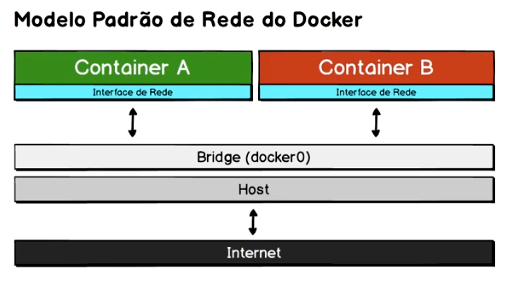 Modelo Padrão de Rede do Docker
Container A
Container B
Interface de Rede
Interface de Rede
Bridge (docker0)
Host
Internet